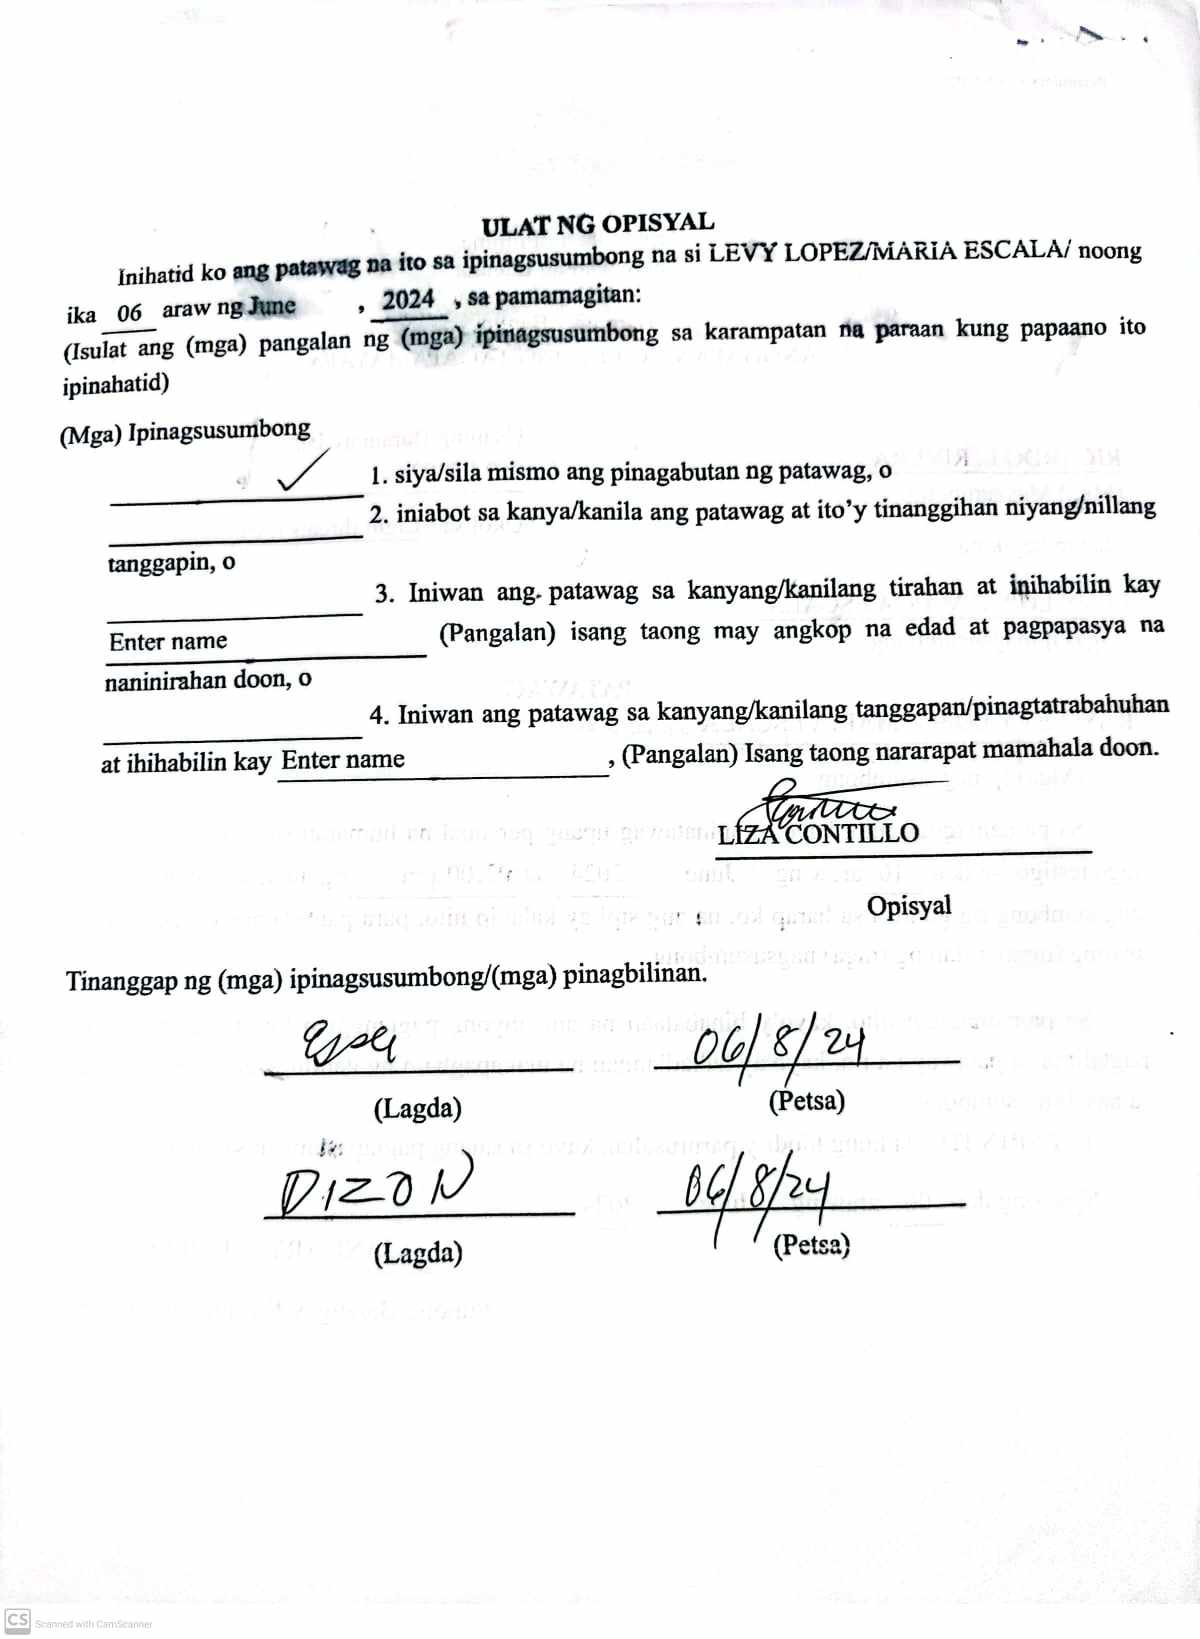 ULAT NG OPISYAL
Inihatid ko ang patawag na ito sa ipinagsusumbong na si LEVY LOPEZ/MARIA ESCALA/ noong
ika 06 araw ng June , 2024 , sa pamamagitan:
(Isulat ang (mga) pangalan ng (mga) ipinagsusumbong sa karampatan na paraan kung papaano ito
ipinahatid)
(Mga) Ipinagsusumbong
✓ 1. siya/sila mismo ang pinagabutan ng patawag, o
2. iniabot sa kanya/kanila ang patawag at ito'y tinanggihan niyang/nillang
tanggapin, o
3. Iniwan ang patawag sa kanyang/kanilang tirahan at inihabilin kay
Enter name (Pangalan) isang taong may angkop na edad at pagpapasya na
naninirahan doon, o
4. Iniwan ang patawag sa kanyang/kanilang tanggapan/pinagtatrabahuhan
at ihihabilin kay Enter name , (Pangalan) Isang taong nararapat mamahala doon.
LIZA CONTILLO
Opisyal
Tinanggap ng (mga) ipinagsusumbong/(mga) pinagbilinan.
06/8/24
(Lagda) (Petsa)
DIZON 06/8/24
(Lagda) (Petsa)
CS Scanned with CamScanner